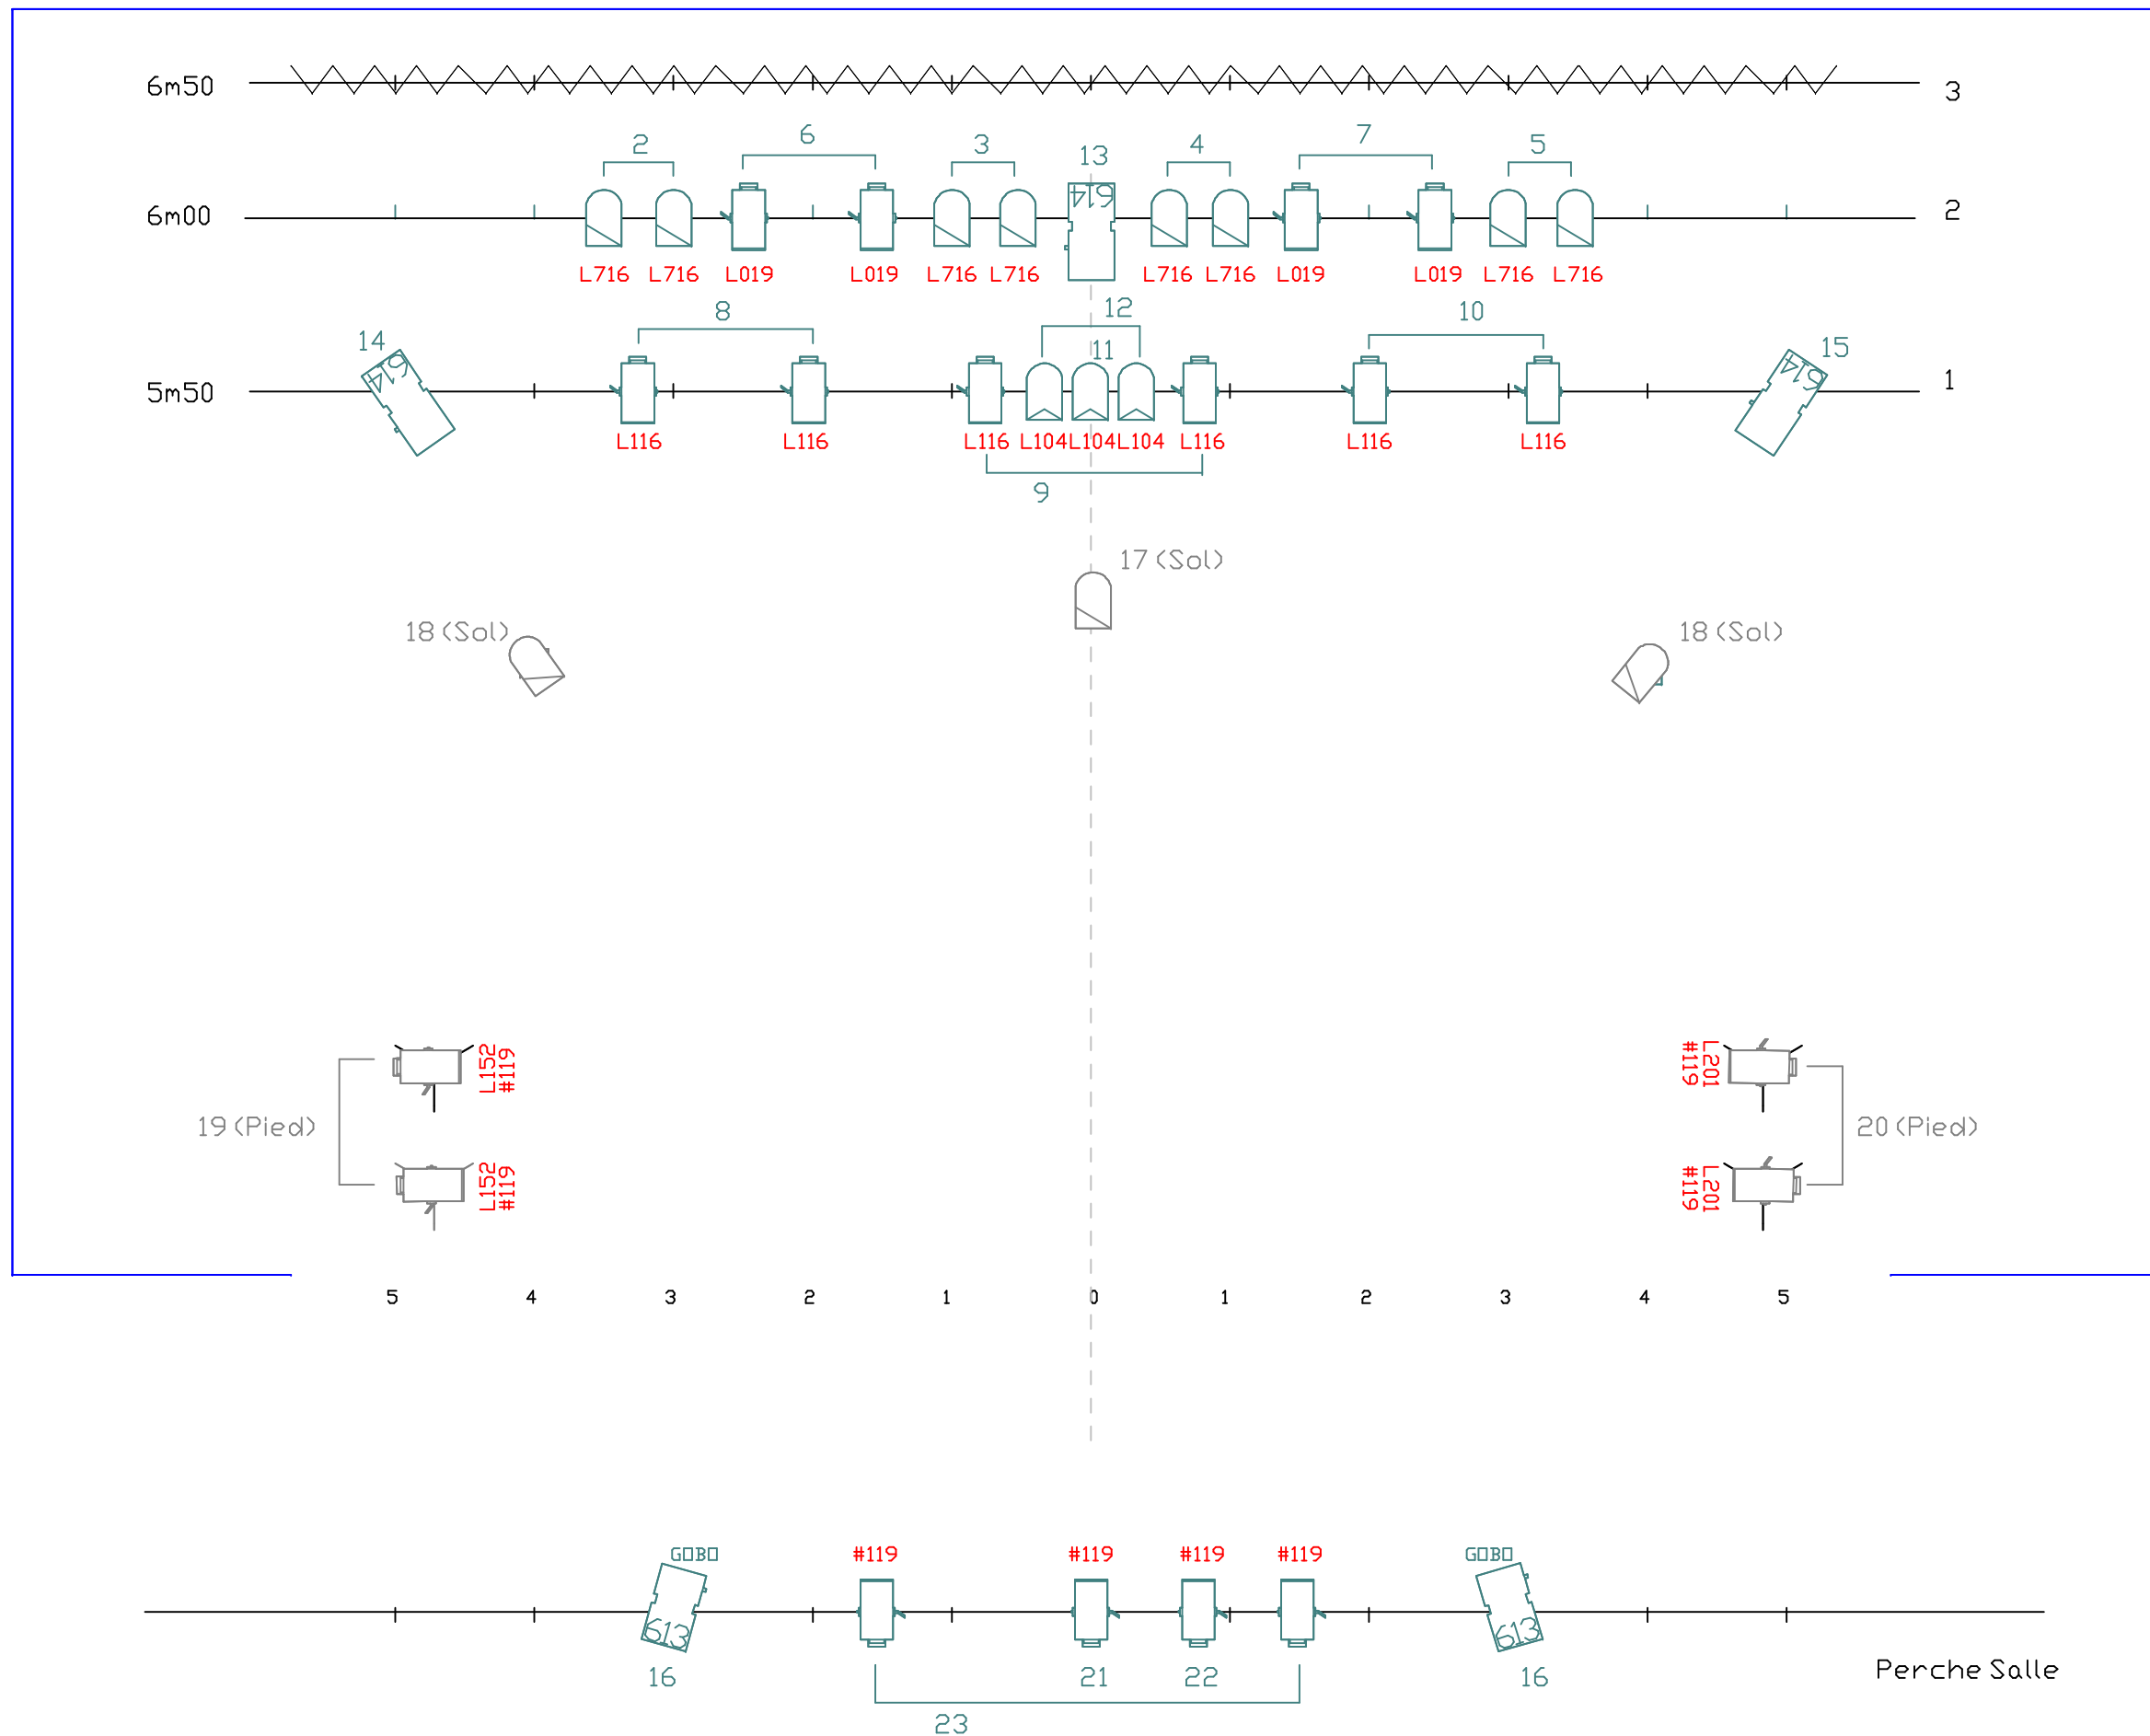 6m50 3
2 6 3 13 4 7 5
614
6m00 2
L716 L716 L019 L019 L716 L716 L716 L716 L019 L019 L716 L716
8 12 10
14 11 15
614 614
5m50 1
L116 L116 L116 L104 L104 L104 L116 L116 L116
9
17 (Sol)
18 (Sol) 18 (Sol)
L152 #119 L201 #119
19 (Pied) 20 (Pied)
L152 #119 L201 #119
5 4 3 2 1 0 1 2 3 4 5
GOBO #119 #119 #119 #119 GOBO
613 613
16 21 22 16 Perche Salle
23